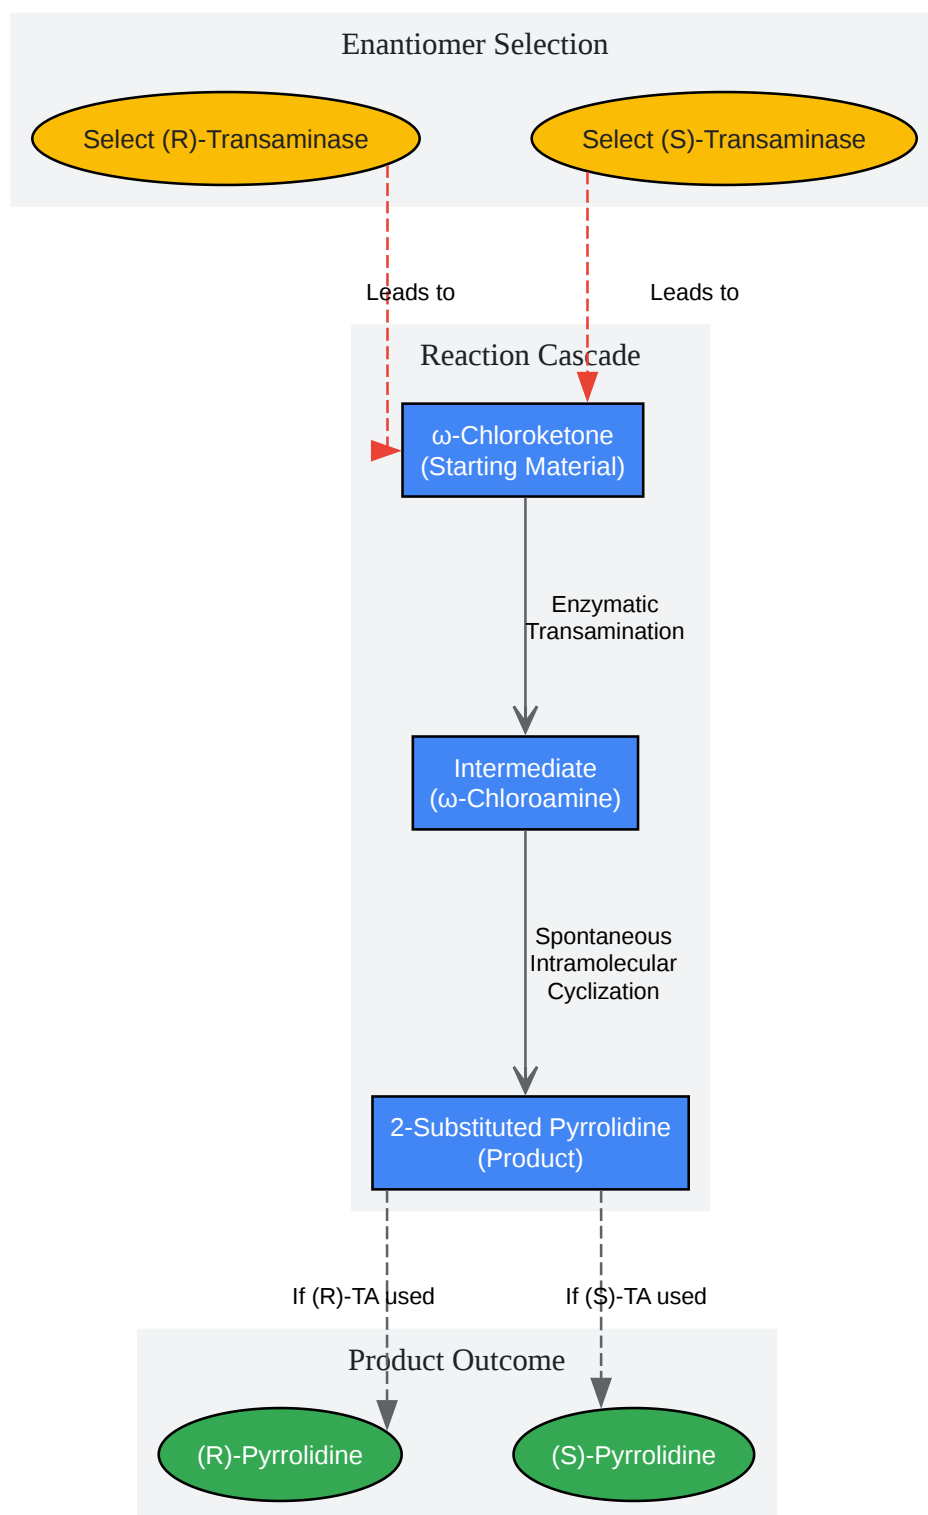 Enantiomer Selection
Select (R)-Transaminase
Select (S)-Transaminase
Leads to
Leads to
Reaction Cascade
ω-Chloroketone
(Starting Material)
Enzymatic
Transamination
Intermediate
(ω-Chloroamine)
Spontaneous
Intramolecular
Cyclization
2-Substituted Pyrrolidine
(Product)
If (R)-TA used
If (S)-TA used
Product Outcome
(R)-Pyrrolidine
(S)-Pyrrolidine